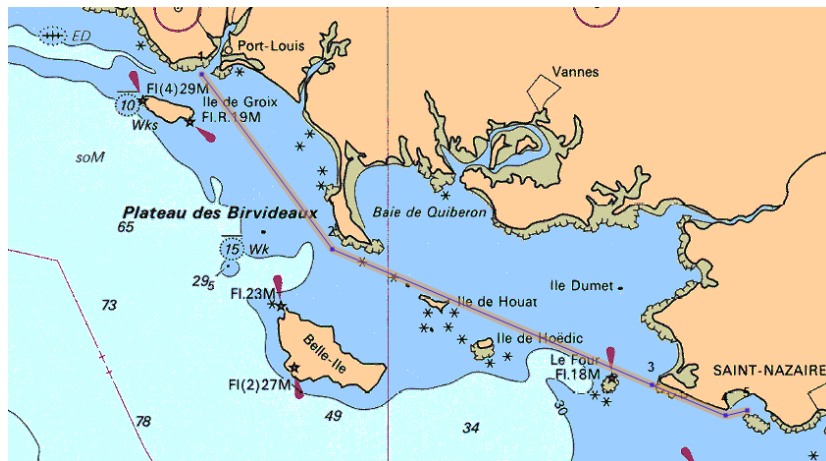 ED
1
Port-Louis
Fl(4)29M
10
Ile de Groix
Fl.R.19M
Wks
Vannes
soM
Plateau des Birvideaux
Baie de Quiberon
65
2
15
Wk
29₅
73
Fl.23M
Ile de Houat
Ile Dumet
Ile de Hoëdic
Belle-Ile
Le Four
Fl.18M
3
SAINT-NAZAIRE
Fl(2)27M
49
34
30
78
5